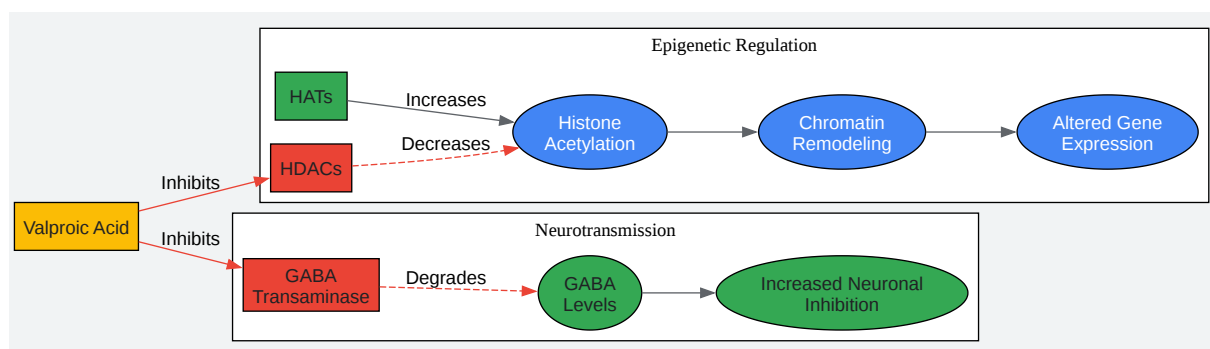 Epigenetic Regulation
HATs
Increases
Histone
Acetylation
Chromatin
Remodeling
Altered Gene
Expression
Decreases
HDACs
Inhibits
Valproic Acid
Inhibits
Neurotransmission
GABA
Transaminase
Degrades
GABA
Levels
Increased Neuronal
Inhibition